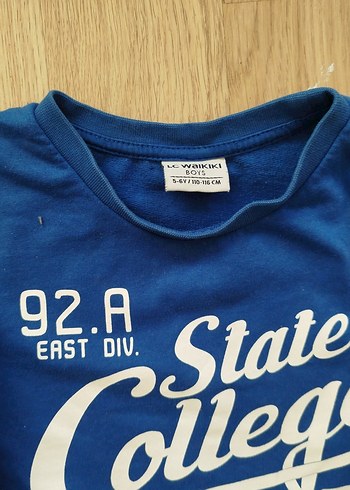 LC WAIKIKI
BOYS
5-6Y / 110-116 CM
92.A
EAST DIV.
State
College